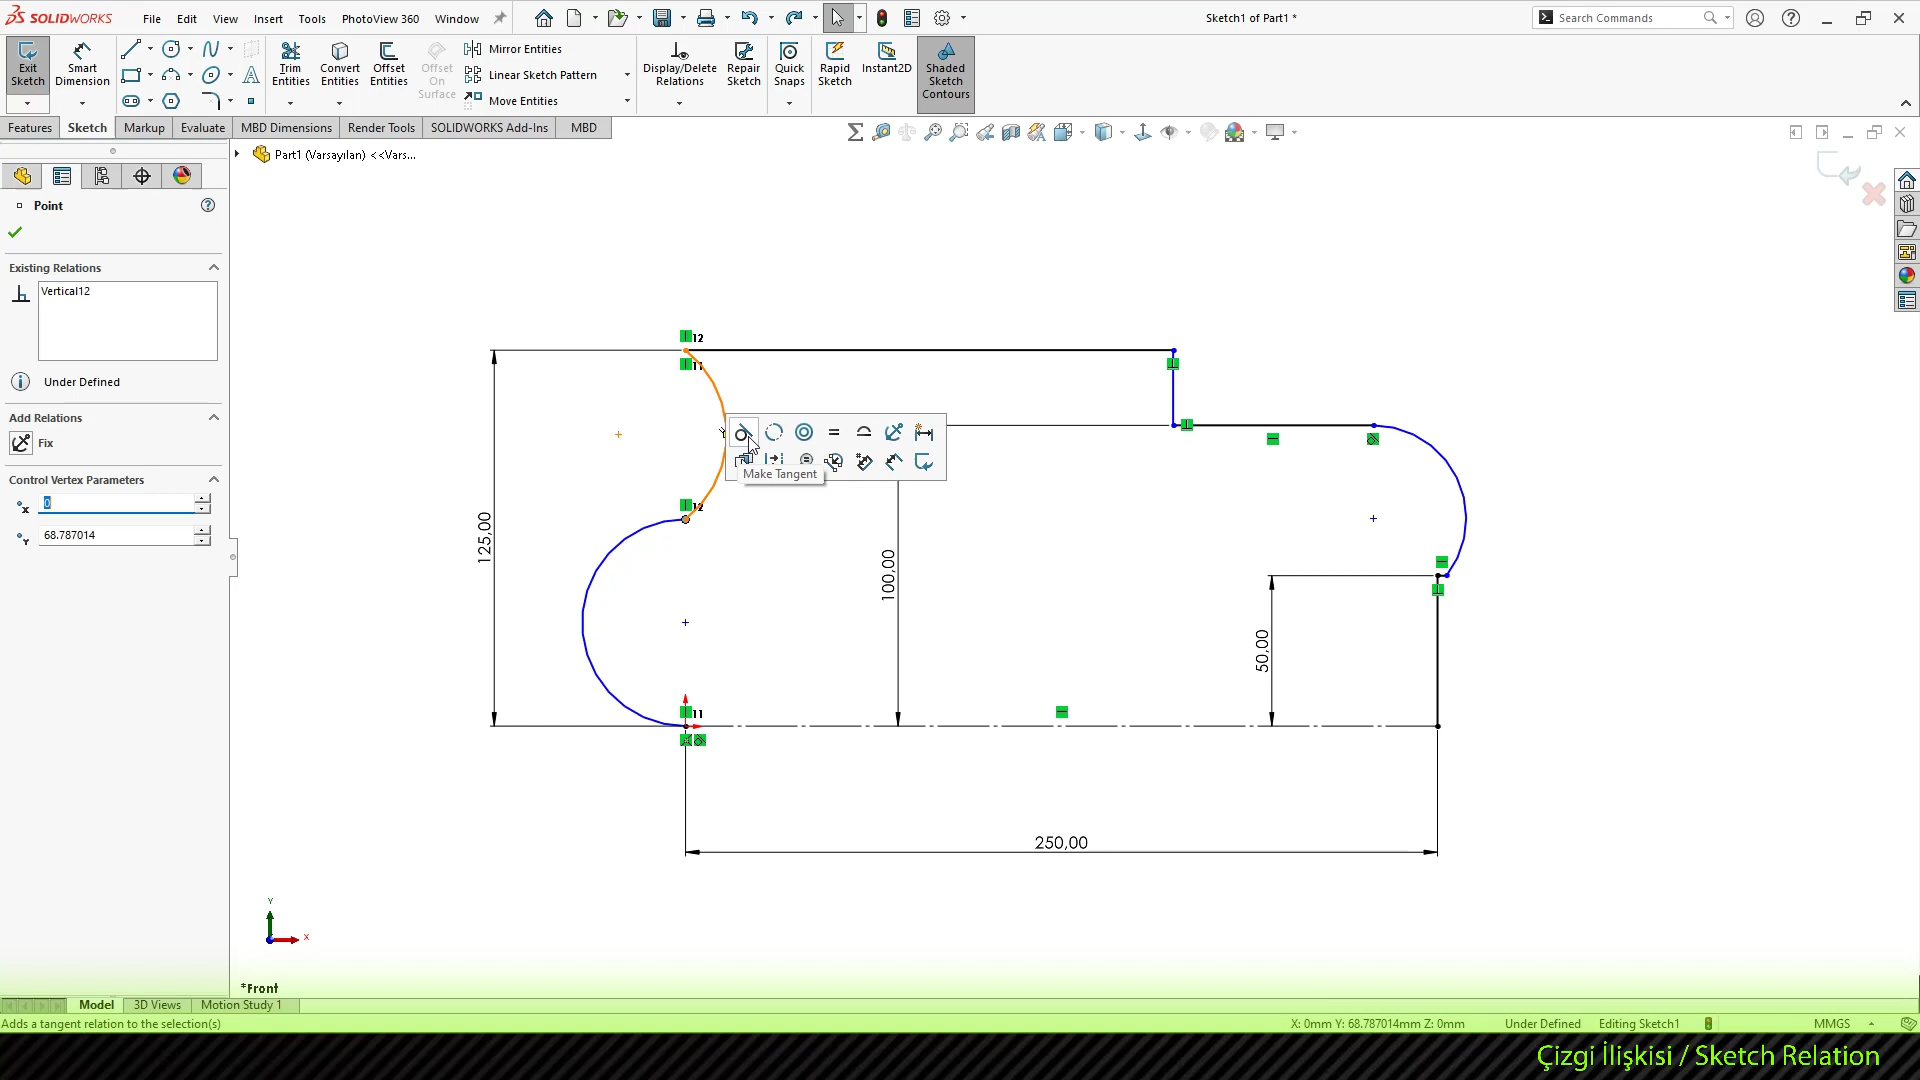 SOLIDWORKS File Edit View Insert Tools PhotoView 360 Window Sketch1 of Part1 * Search Commands
Exit Sketch
Smart Dimension
Trim Entities
Convert Entities
Offset Entities
Offset On Surface
Mirror Entities
Linear Sketch Pattern
Move Entities
Display/Delete Relations
Repair Sketch
Quick Snaps
Rapid Sketch
Instant2D
Shaded Sketch Contours
Features Sketch Markup Evaluate MBD Dimensions Render Tools SOLIDWORKS Add-Ins MBD
Part1 (Varsayılan) <<Vars...
Point
Existing Relations
Vertical12
Under Defined
Add Relations
Fix
Control Vertex Parameters
0
68.787014
12
11
12
11
Make Tangent
125,00
100,00
50,00
250,00
Y
X
*Front
Model 3D Views Motion Study 1
Adds a tangent relation to the selection(s) X: 0mm Y: 68.787014mm Z: 0mm Under Defined Editing Sketch1 MMGS
Çizgi İlişkisi / Sketch Relation